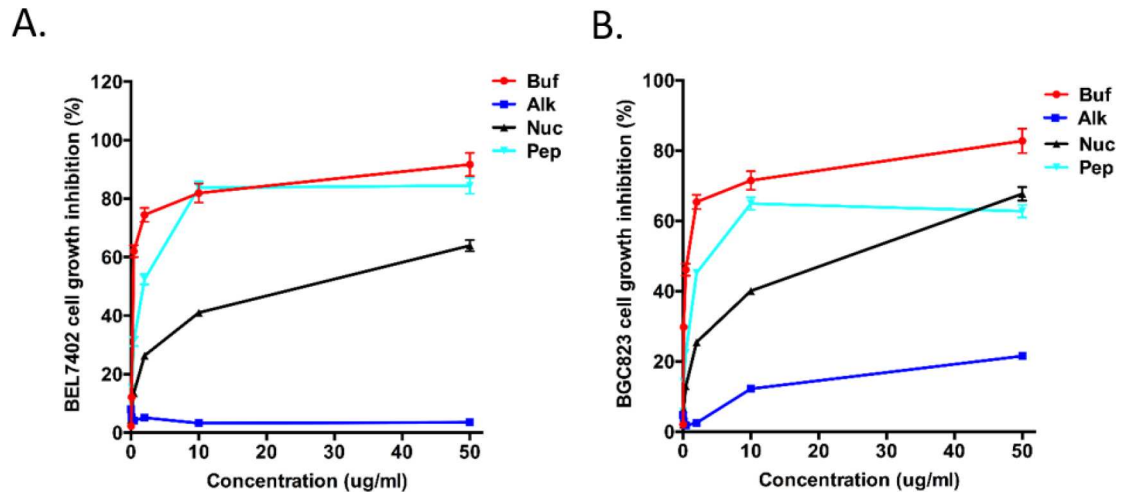 A.
BEL7402 cell growth inhibition (%)
120
100
80
60
40
20
0
0 10 20 30 40 50
Concentration (ug/ml)
Buf
Alk
Nuc
Pep
B.
BGC823 cell growth inhibition (%)
100
80
60
40
20
0
0 10 20 30 40 50
Concentration (ug/ml)
Buf
Alk
Nuc
Pep